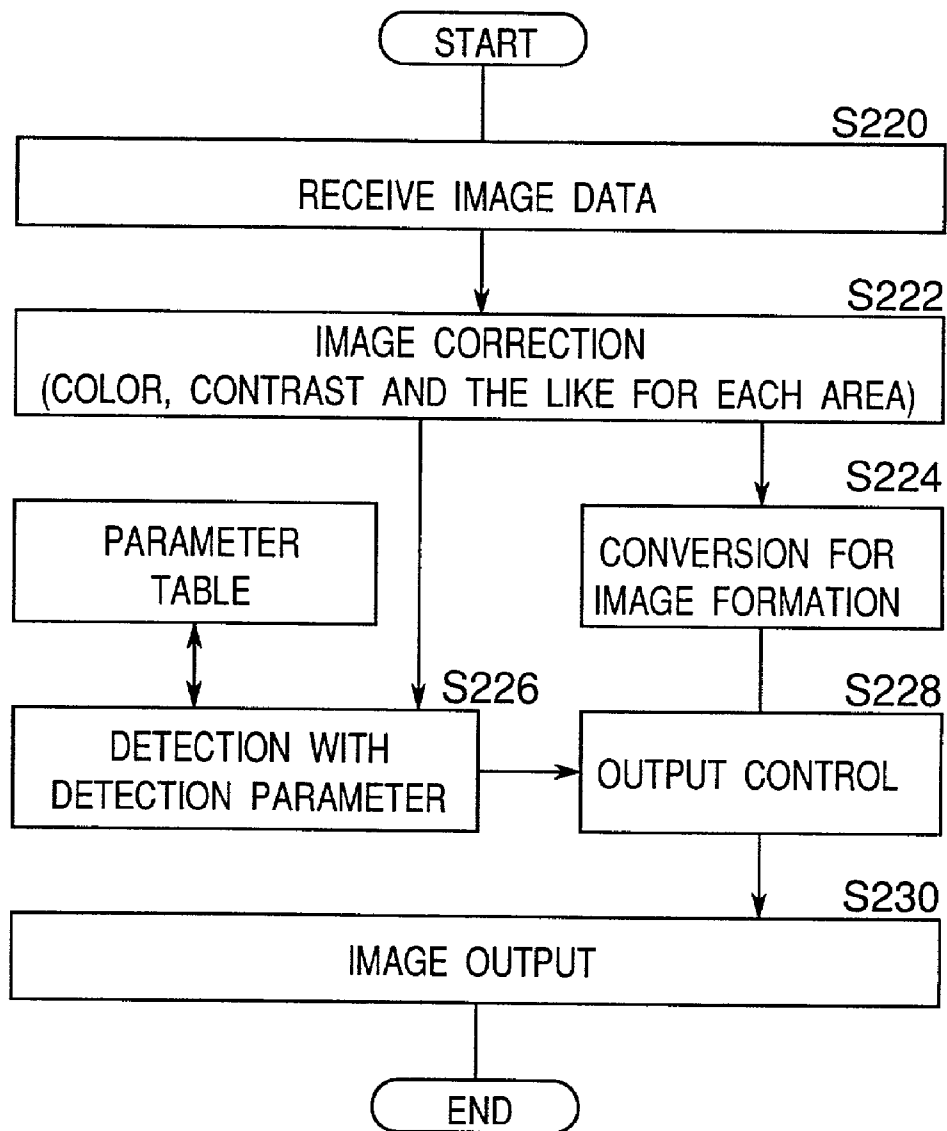 START
S220
RECEIVE IMAGE DATA
S222
IMAGE CORRECTION
(COLOR, CONTRAST AND THE LIKE FOR EACH AREA)
S224
PARAMETER
TABLE
CONVERSION FOR
IMAGE FORMATION
S226
DETECTION WITH
DETECTION PARAMETER
S228
OUTPUT CONTROL
S230
IMAGE OUTPUT
END